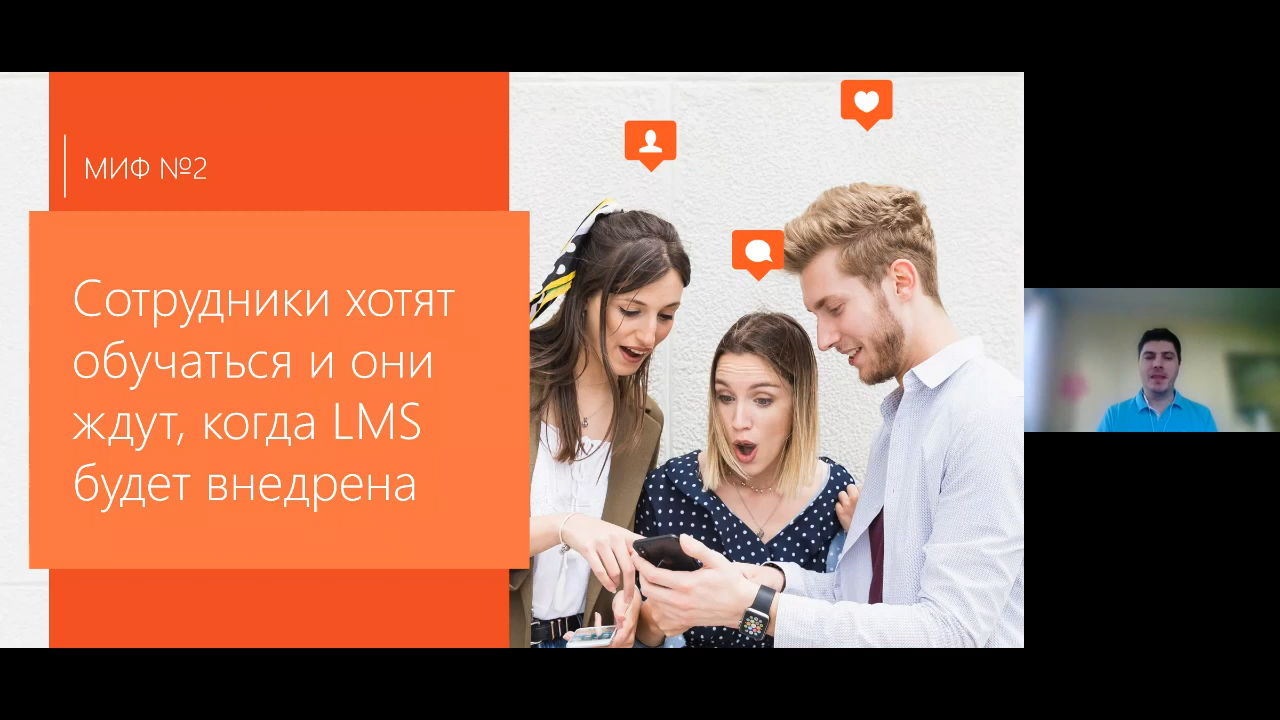 МИФ №2
Сотрудники хотят
обучаться и они
ждут, когда LMS
будет внедрена